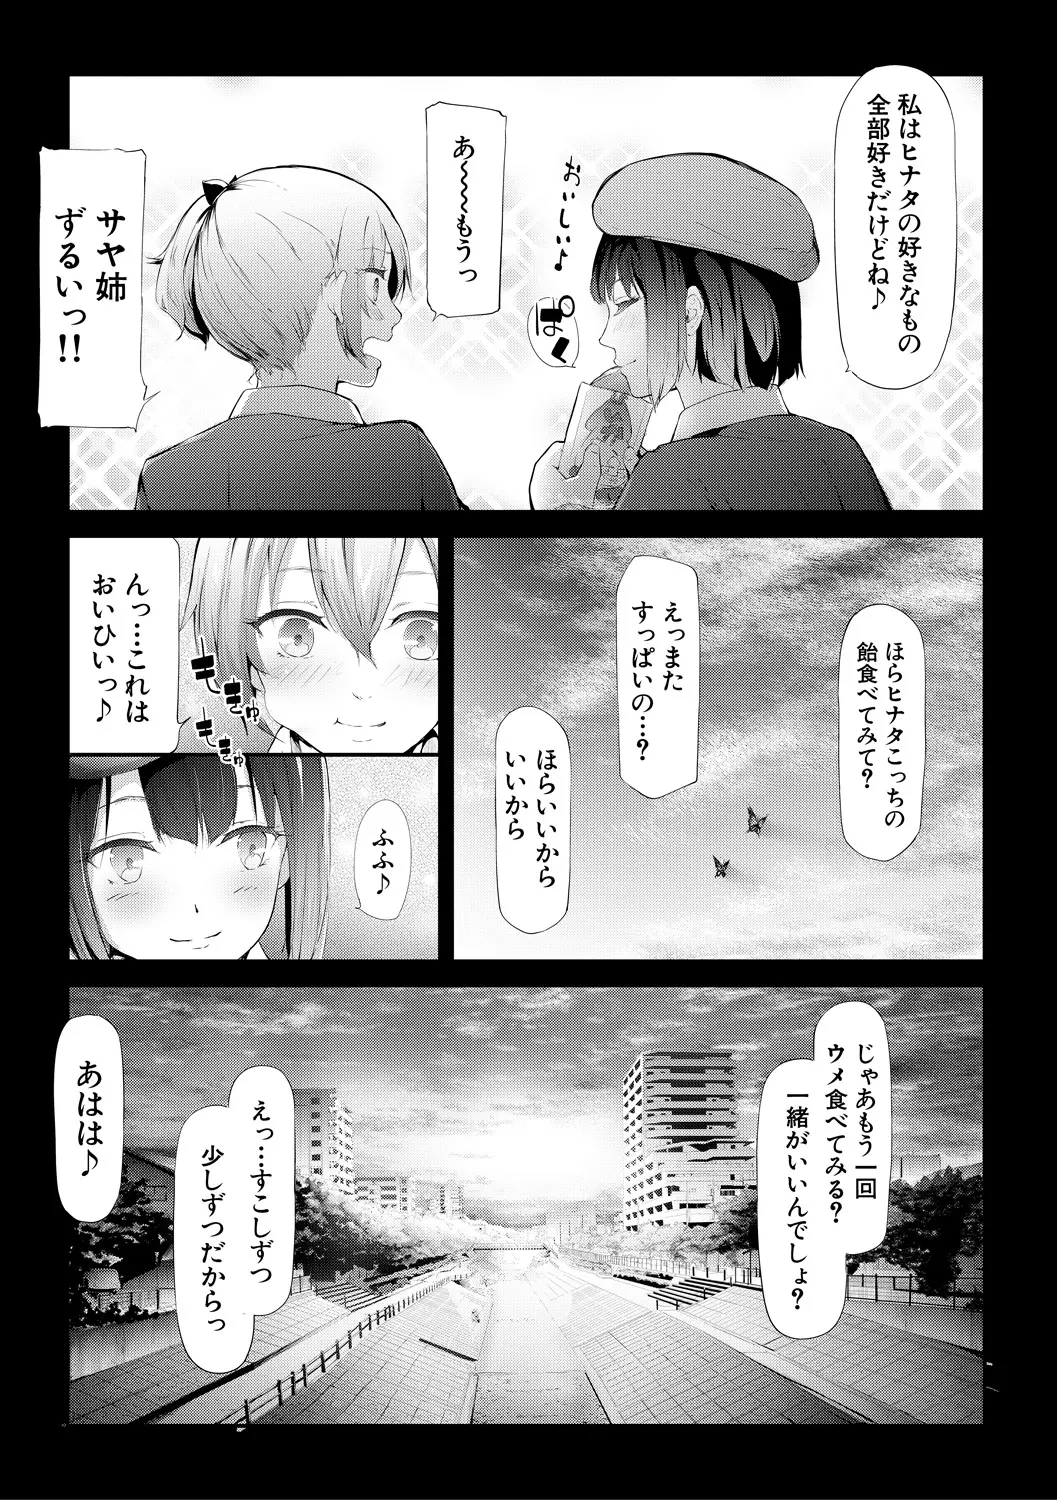 私はヒナタの好きなもの
全部好きだけどね♪
おいしい♪
ぱく
あ〜〜〜もうっ
サヤ姉
ずるいっ!!
ほらヒナタこっちの
飴食べてみて?
えっまた
すっぱいの…?
ほらいいから
いいから
んっ…これは
おいひいっ♪
もきゅ
もきゅ
ふふ♪
じゃあもう一回
ウメ食べてみる?
一緒がいいんでしょ?
えっ…すこしずつ
少しずつだからっ
あはは♪